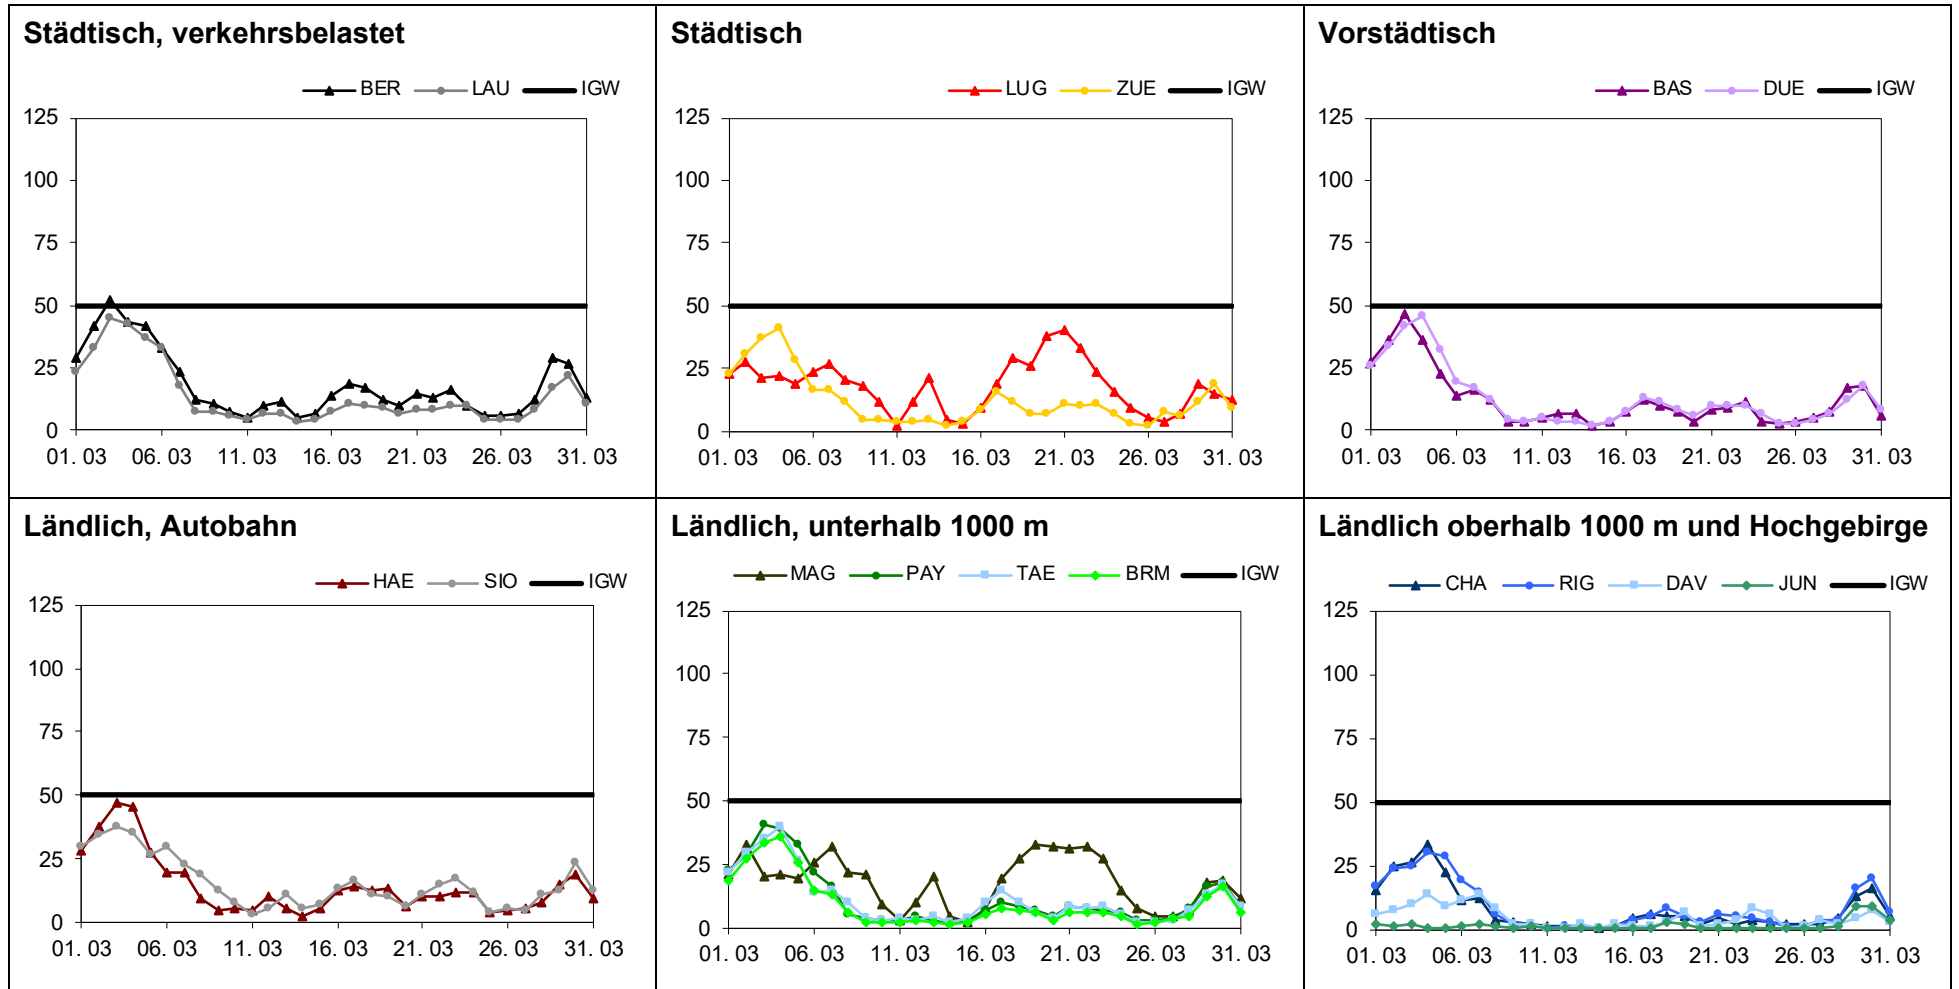 Städtisch, verkehrsbelastet
BER LAU IGW
125
100
75
50
25
0
01. 03 06. 03 11. 03 16. 03 21. 03 26. 03 31. 03
Städtisch
LUG ZUE IGW
125
100
75
50
25
0
01. 03 06. 03 11. 03 16. 03 21. 03 26. 03 31. 03
Vorstädtisch
BAS DUE IGW
125
100
75
50
25
0
01. 03 06. 03 11. 03 16. 03 21. 03 26. 03 31. 03
Ländlich, Autobahn
HAE SIO IGW
125
100
75
50
25
0
01. 03 06. 03 11. 03 16. 03 21. 03 26. 03 31. 03
Ländlich, unterhalb 1000 m
MAG PAY TAE BRM IGW
125
100
75
50
25
0
01. 03 06. 03 11. 03 16. 03 21. 03 26. 03 31. 03
Ländlich oberhalb 1000 m und Hochgebirge
CHA RIG DAV JUN IGW
125
100
75
50
25
0
01. 03 06. 03 11. 03 16. 03 21. 03 26. 03 31. 03